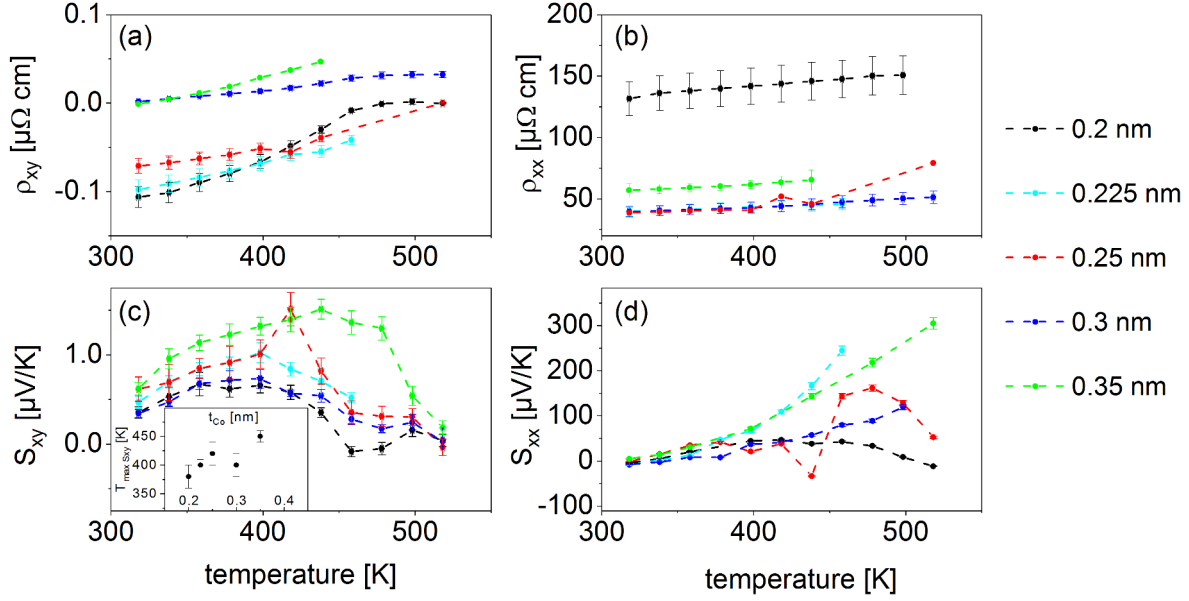 (a)
ρxy [μΩ cm]
0.1
0.0
-0.1
300
400
500
(b)
ρxx [μΩ cm]
200
150
100
50
300
400
500
(c)
Sxy [μV/K]
1.0
0.0
300
400
500
temperature [K]
tCo [nm]
T max Sxy [K]
450
400
350
0.2
0.3
0.4
(d)
Sxx [μV/K]
300
200
100
0
-100
300
400
500
temperature [K]
0.2 nm
0.225 nm
0.25 nm
0.3 nm
0.35 nm